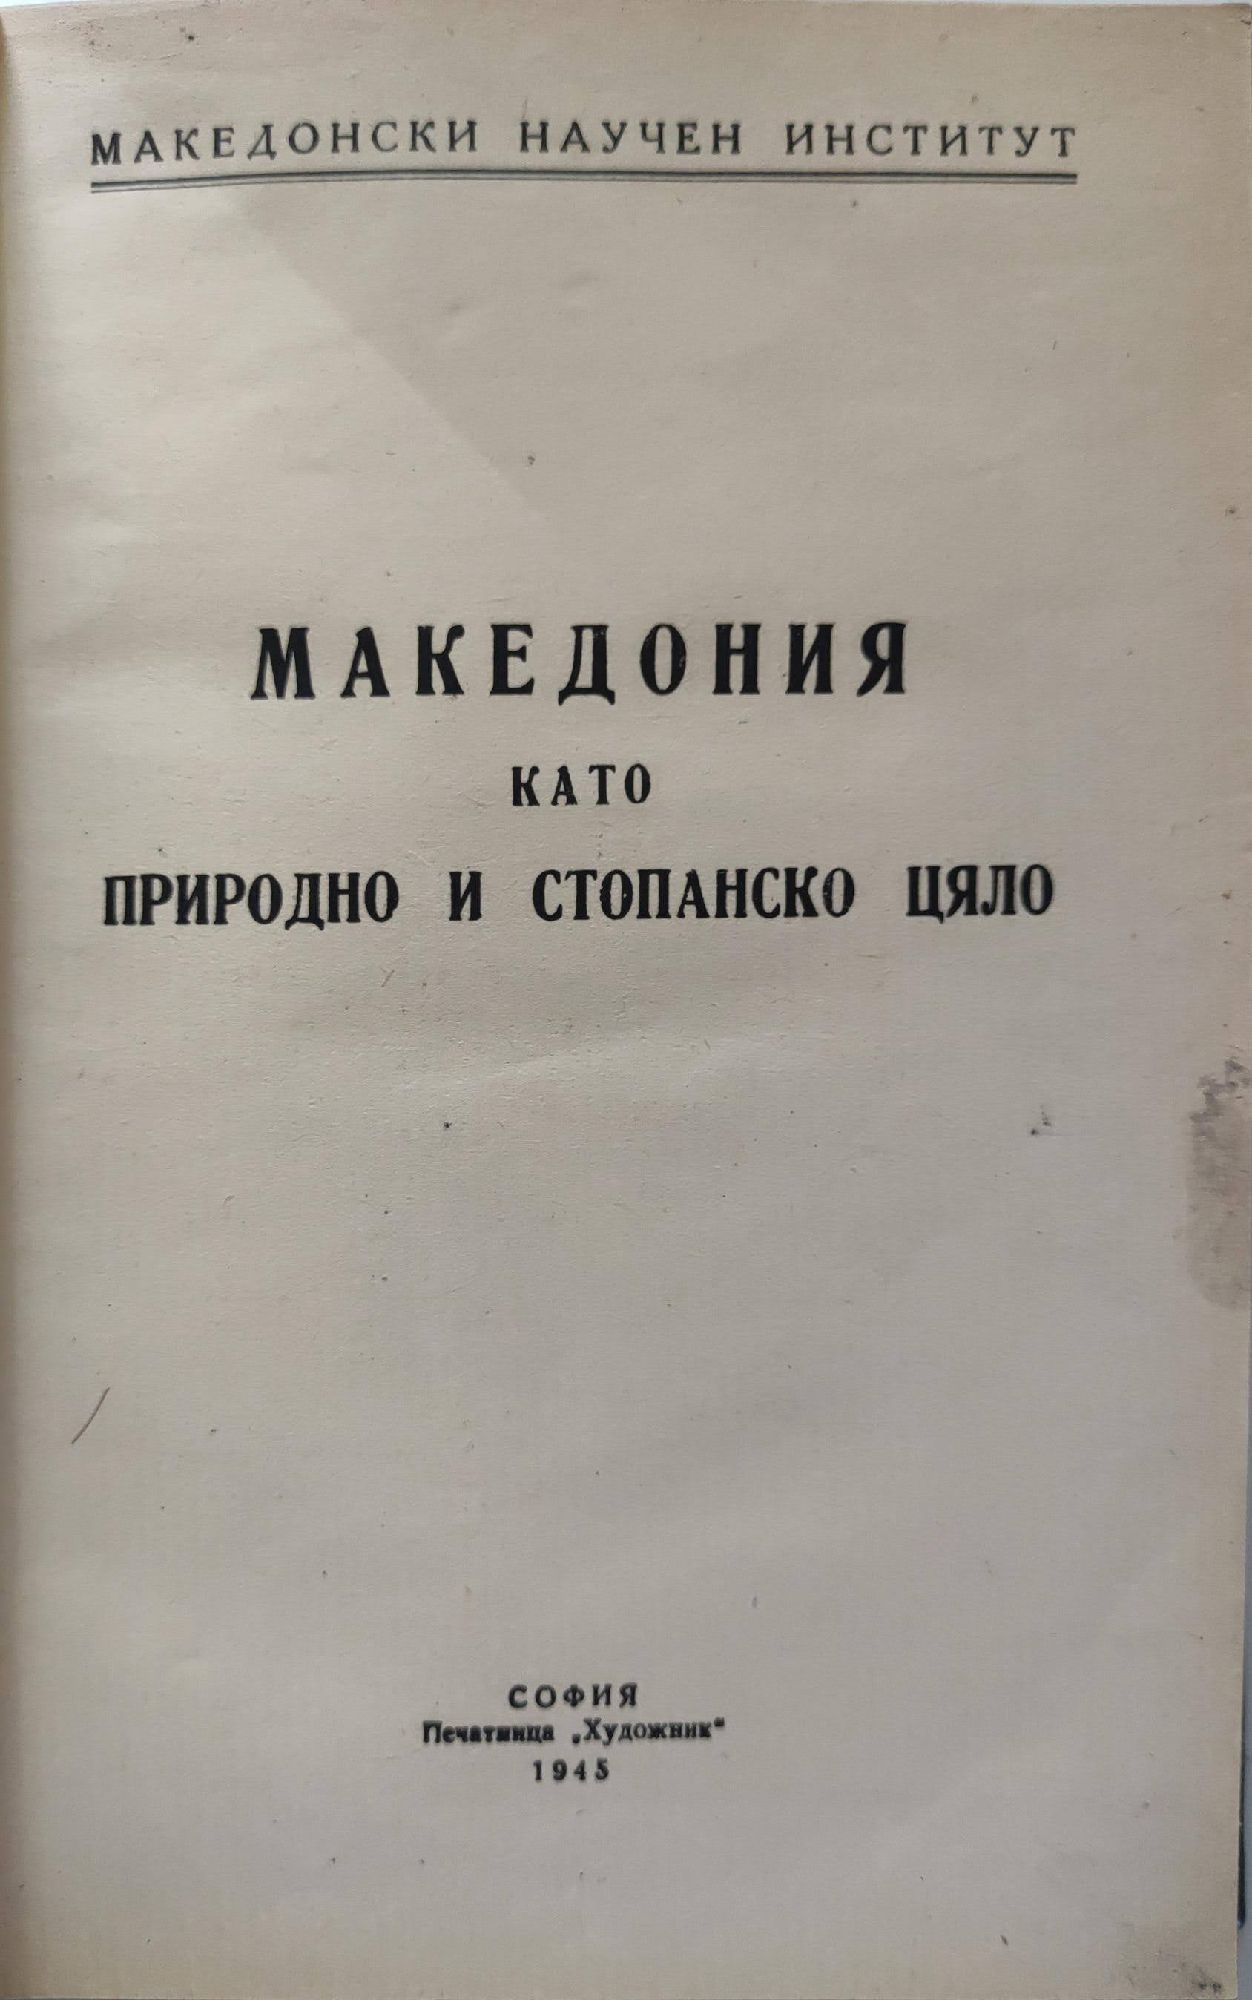 МАКЕДОНСКИ НАУЧЕН ИНСТИТУТ
МАКЕДОНИЯ
КАТО
ПРИРОДНО И СТОПАНСКО ЦЯЛО
СОФИЯ
Печатница „Художник“
1945